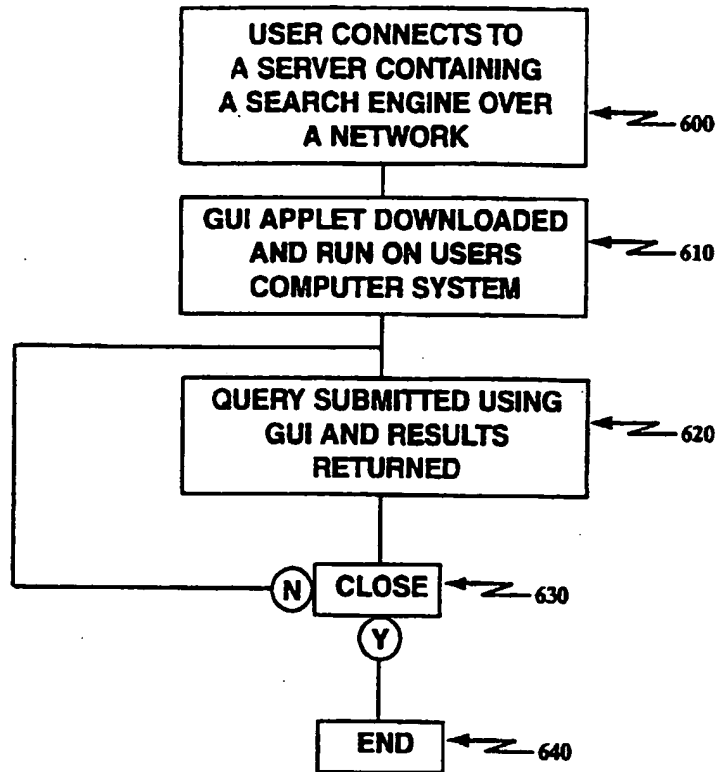 USER CONNECTS TO
A SERVER CONTAINING
A SEARCH ENGINE OVER
A NETWORK
600
GUI APPLET DOWNLOADED
AND RUN ON USERS
COMPUTER SYSTEM
610
QUERY SUBMITTED USING
GUI AND RESULTS
RETURNED
620
N
CLOSE
630
Y
END
640